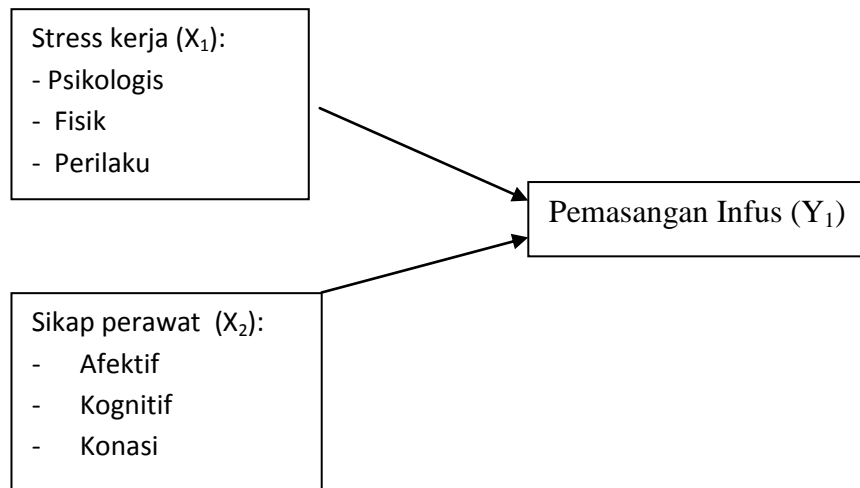 Stress kerja (X₁):
- Psikologis
- Fisik
- Perilaku
Pemasangan Infus (Y₁)
Sikap perawat (X₂):
- Afektif
- Kognitif
- Konasi